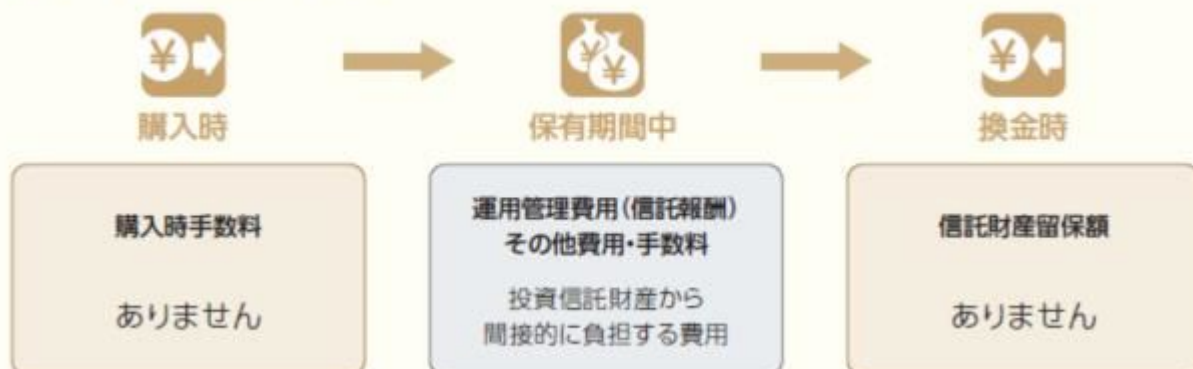 購入時
保有期間中
換金時
購入時手数料
ありません
運用管理費用(信託報酬)
その他費用・手数料
投資信託財産から
間接的に負担する費用
信託財産留保額
ありません